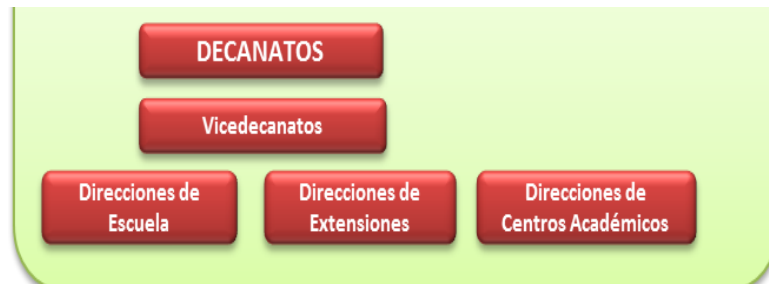 DECANATOS
Vicedecanatos
Direcciones de
Escuela
Direcciones de
Extensiones
Direcciones de
Centros Académicos